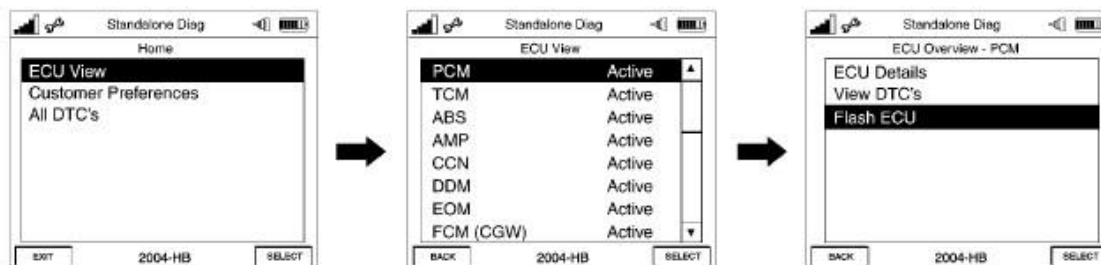 Standalone Diag
Home
ECU View
Customer Preferences
All DTC's
EXIT 2004-HB SELECT
Standalone Diag
ECU View
PCM Active
TCM Active
ABS Active
AMP Active
CCN Active
DDM Active
EOM Active
FCM (CGW) Active
BACK 2004-HB SELECT
Standalone Diag
ECU Overview - PCM
ECU Details
View DTC's
Flash ECU
BACK 2004-HB SELECT